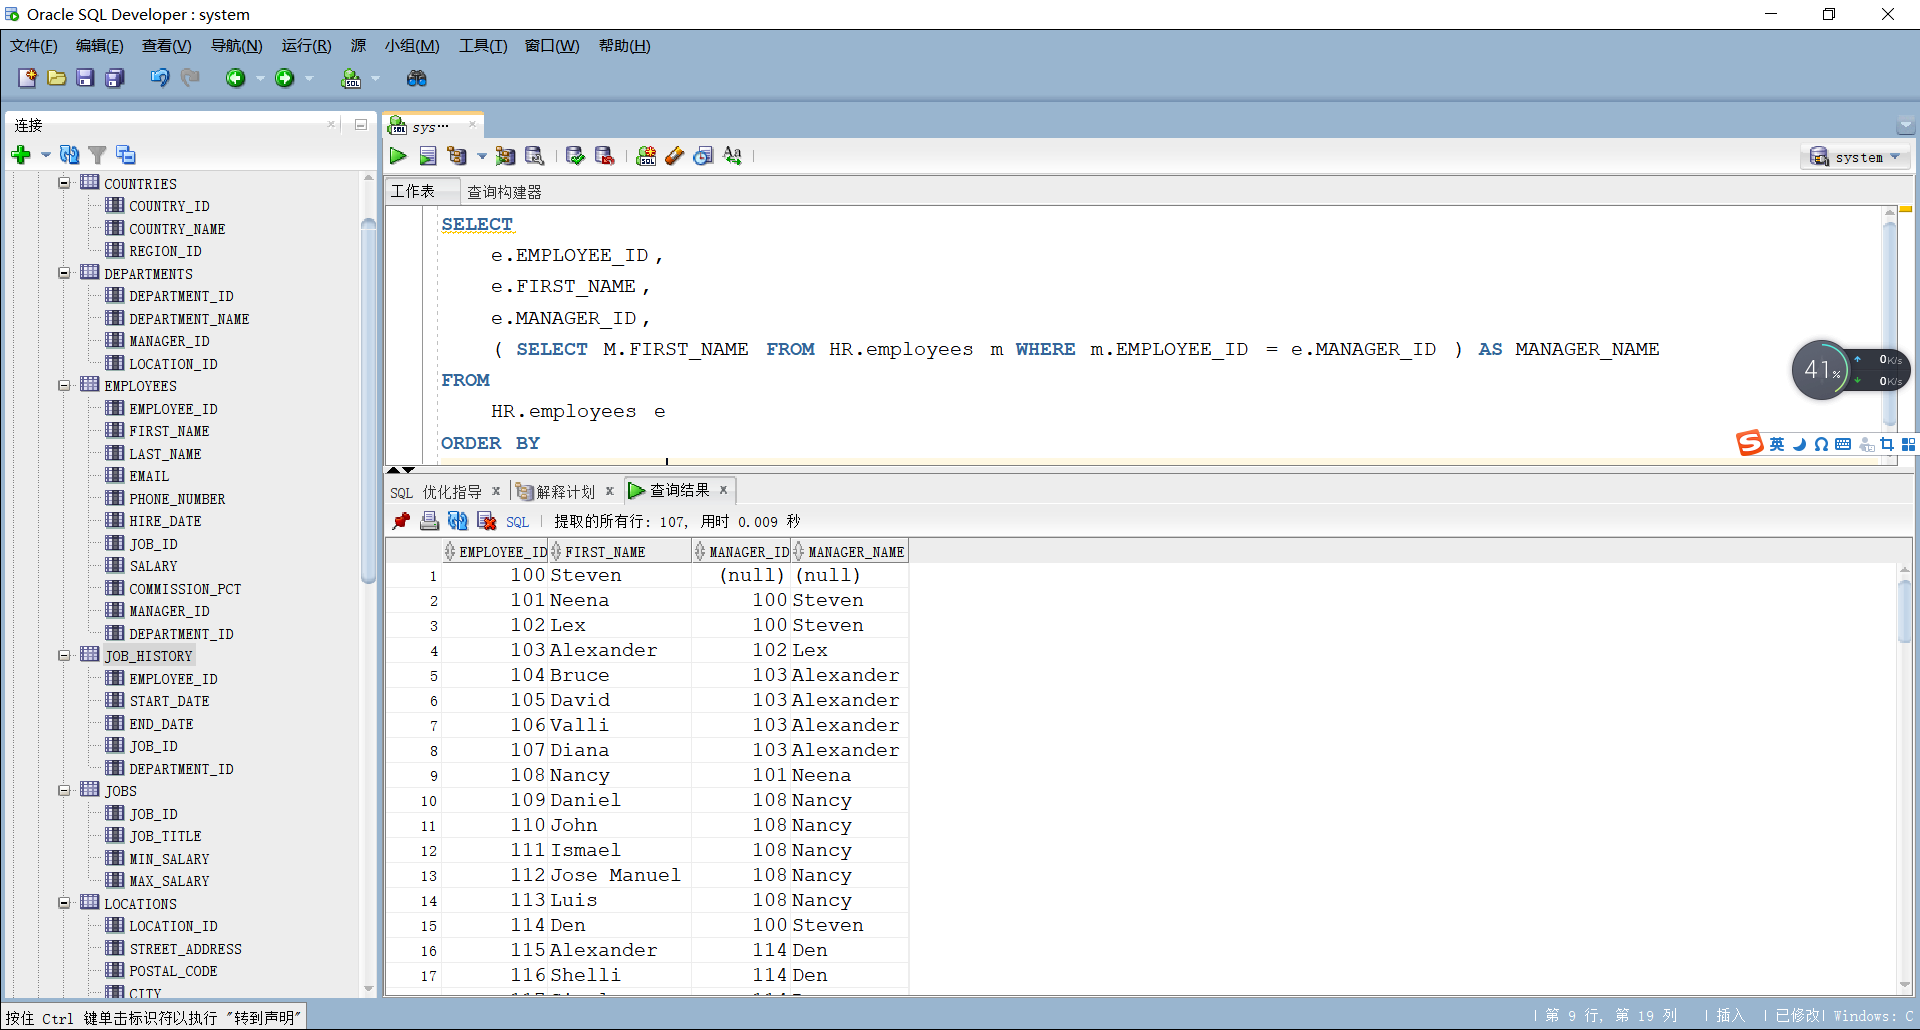 Oracle SQL Developer : system
文件(F) 编辑(E) 查看(V) 导航(N) 运行(R) 源 小组(M) 工具(T) 窗口(W) 帮助(H)
连接
COUNTRIES
COUNTRY_ID
COUNTRY_NAME
REGION_ID
DEPARTMENTS
DEPARTMENT_ID
DEPARTMENT_NAME
MANAGER_ID
LOCATION_ID
EMPLOYEES
EMPLOYEE_ID
FIRST_NAME
LAST_NAME
EMAIL
PHONE_NUMBER
HIRE_DATE
JOB_ID
SALARY
COMMISSION_PCT
MANAGER_ID
DEPARTMENT_ID
JOB_HISTORY
EMPLOYEE_ID
START_DATE
END_DATE
JOB_ID
DEPARTMENT_ID
JOBS
JOB_ID
JOB_TITLE
MIN_SALARY
MAX_SALARY
LOCATIONS
LOCATION_ID
STREET_ADDRESS
POSTAL_CODE
CITY
sys…
system
工作表 查询构建器
SELECT
e.EMPLOYEE_ID,
e.FIRST_NAME,
e.MANAGER_ID,
( SELECT M.FIRST_NAME FROM HR.employees m WHERE m.EMPLOYEE_ID = e.MANAGER_ID ) AS MANAGER_NAME
FROM
HR.employees e
ORDER BY
41%
0K/s
0K/s
英
SQL 优化指导 解释计划 查询结果
SQL 提取的所有行: 107, 用时 0.009 秒
EMPLOYEE_ID FIRST_NAME MANAGER_ID MANAGER_NAME
1 100 Steven (null) (null)
2 101 Neena 100 Steven
3 102 Lex 100 Steven
4 103 Alexander 102 Lex
5 104 Bruce 103 Alexander
6 105 David 103 Alexander
7 106 Valli 103 Alexander
8 107 Diana 103 Alexander
9 108 Nancy 101 Neena
10 109 Daniel 108 Nancy
11 110 John 108 Nancy
12 111 Ismael 108 Nancy
13 112 Jose Manuel 108 Nancy
14 113 Luis 108 Nancy
15 114 Den 100 Steven
16 115 Alexander 114 Den
17 116 Shelli 114 Den
按住 Ctrl 键单击标识符以执行 "转到声明"
第 9 行, 第 19 列 | 插入 | 已修改| Windows: C